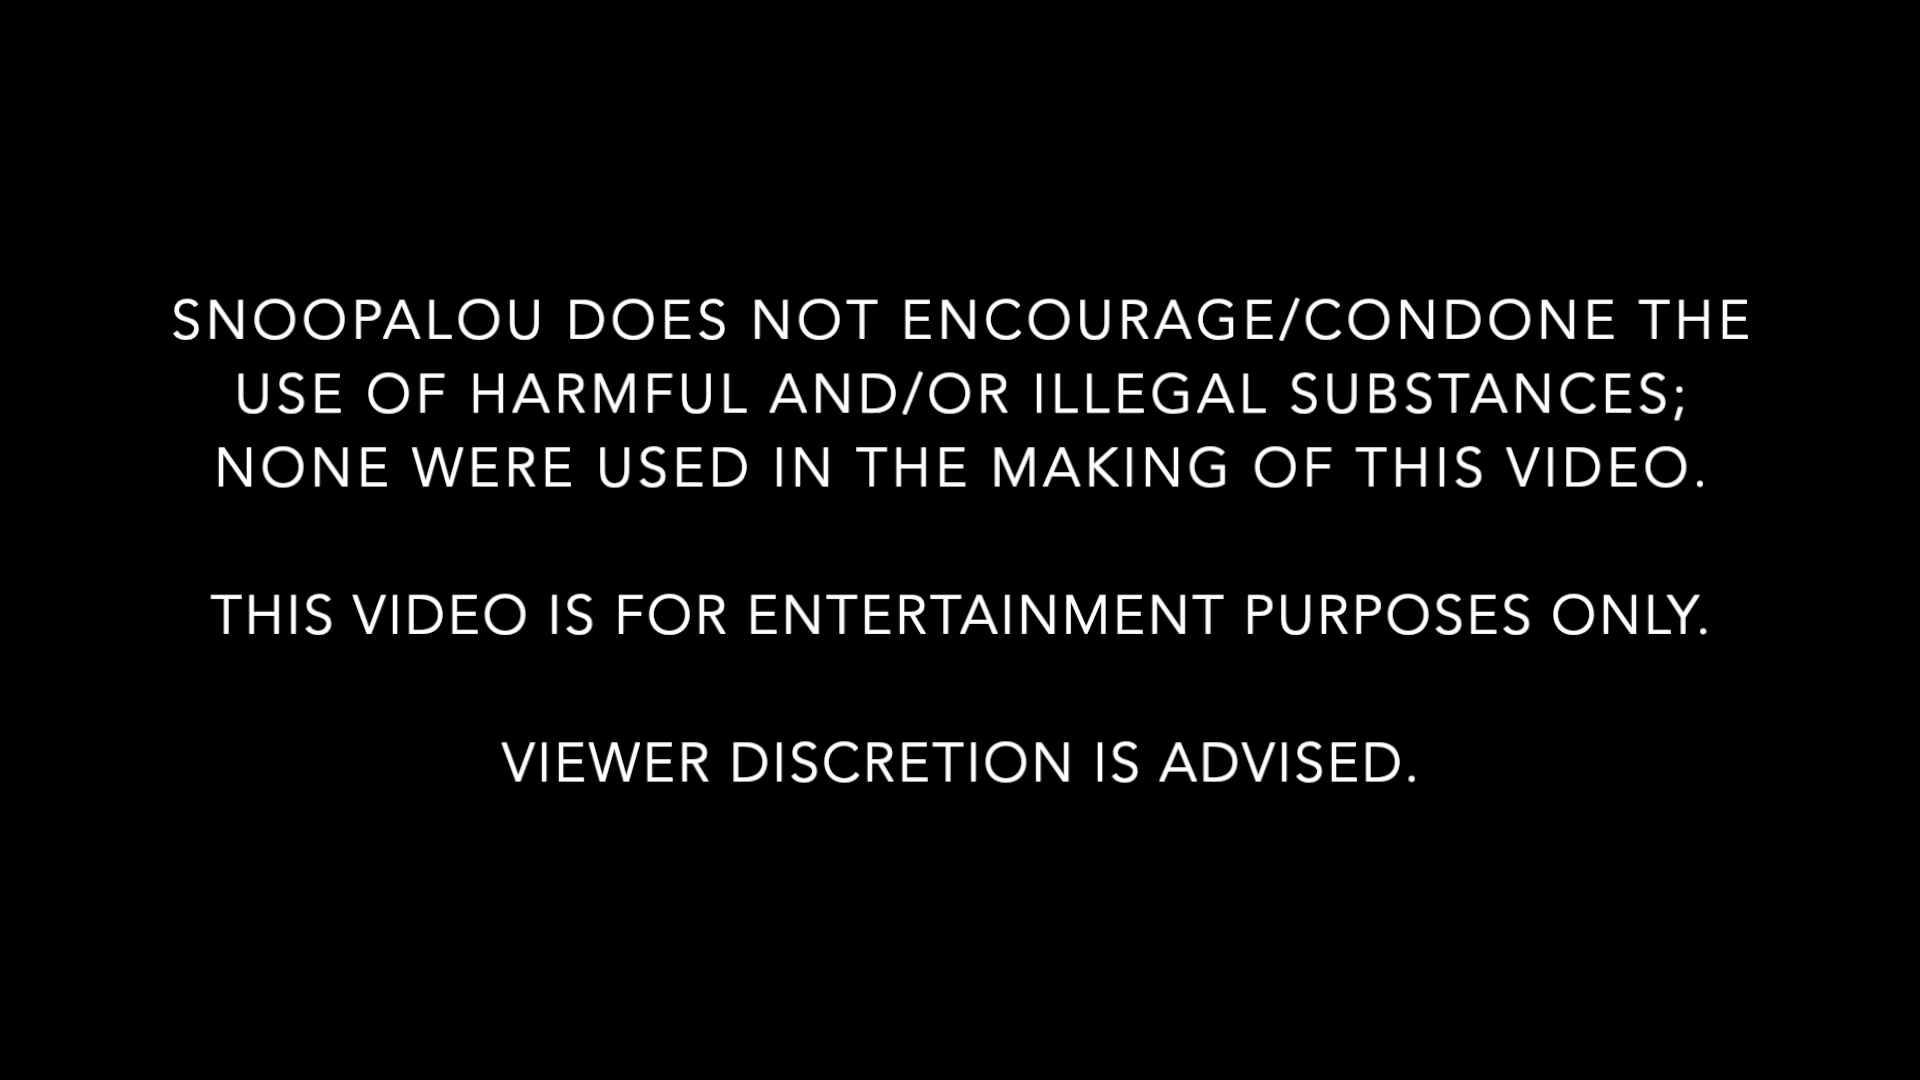 SNOOPALOU DOES NOT ENCOURAGE/CONDONE THE
USE OF HARMFUL AND/OR ILLEGAL SUBSTANCES;
NONE WERE USED IN THE MAKING OF THIS VIDEO.
THIS VIDEO IS FOR ENTERTAINMENT PURPOSES ONLY.
VIEWER DISCRETION IS ADVISED.